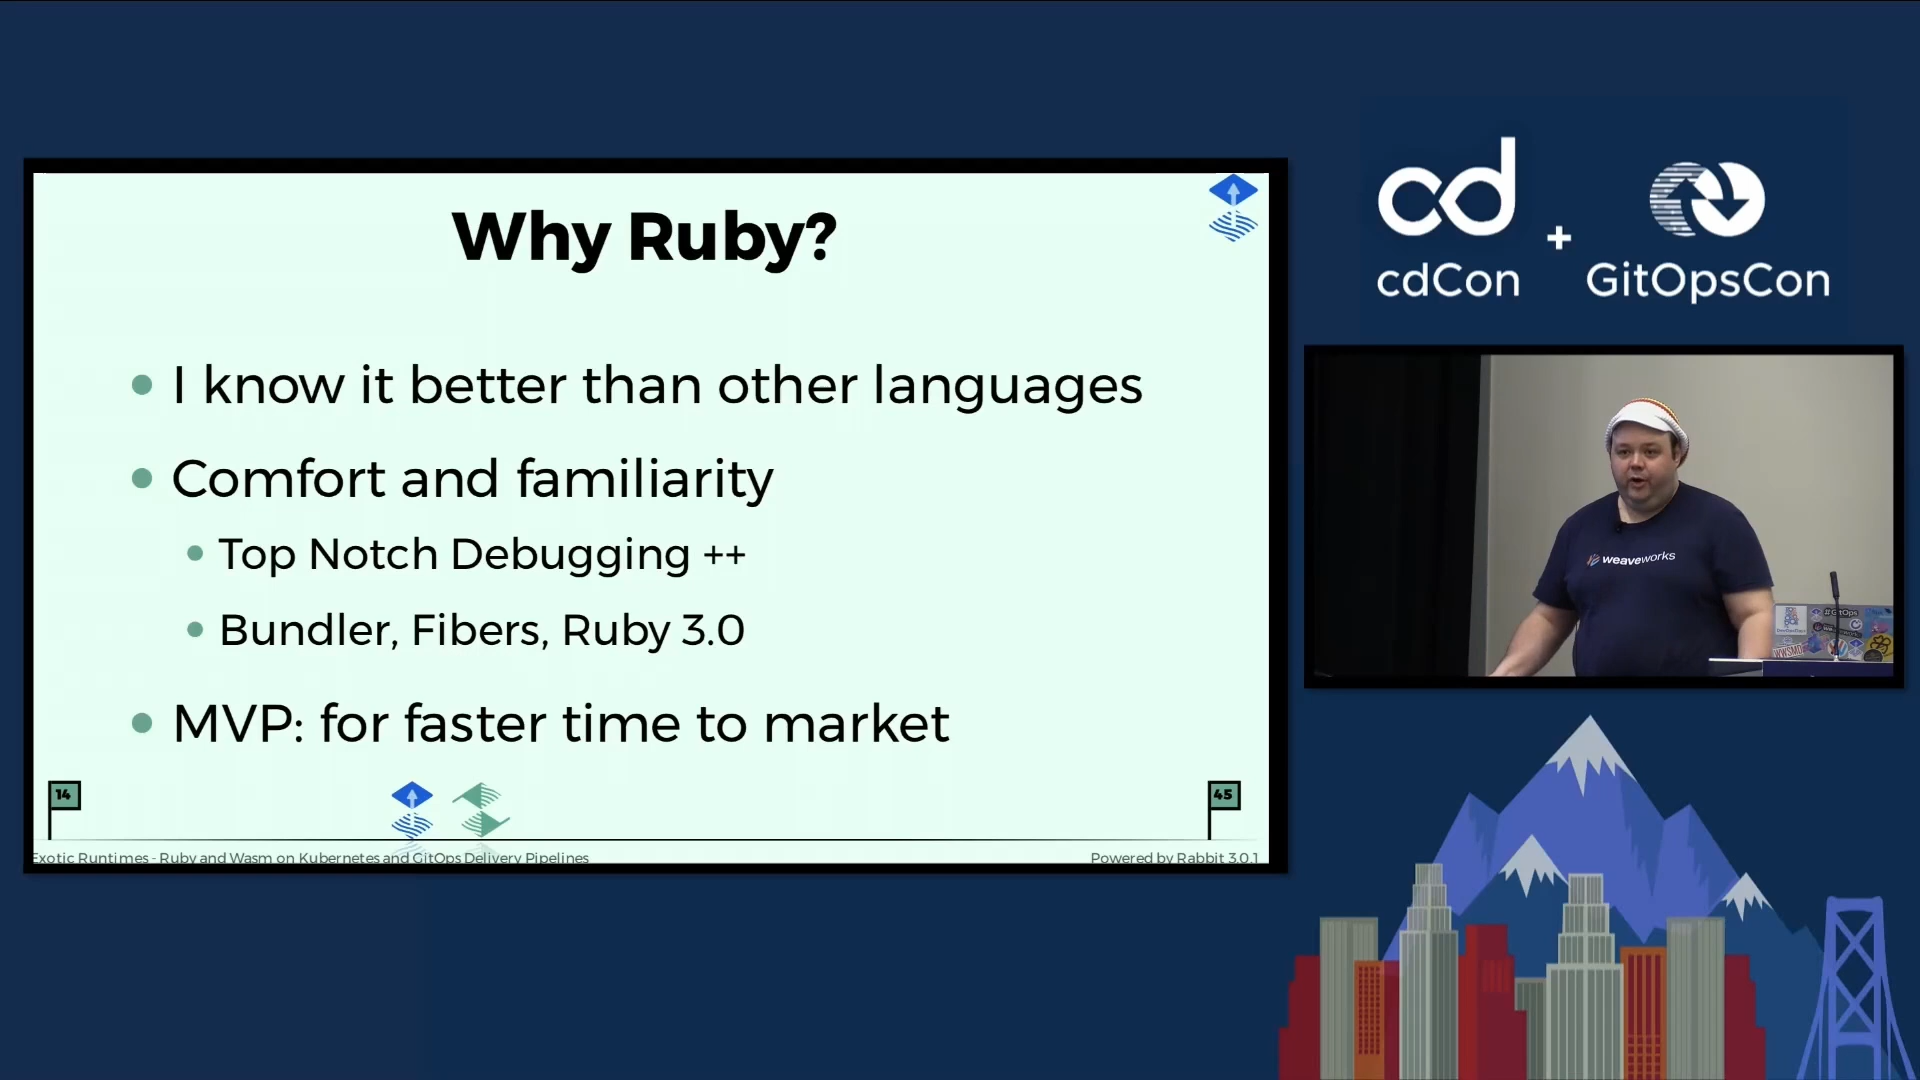 Why Ruby?
I know it better than other languages
Comfort and familiarity
Top Notch Debugging ++
Bundler, Fibers, Ruby 3.0
MVP: for faster time to market
14
45
Exotic Runtimes - Ruby and Wasm on Kubernetes and GitOps Delivery Pipelines
Powered by Rabbit 3.0.1
cd
+
cdCon
GitOpsCon
weaveworks
#GitOps